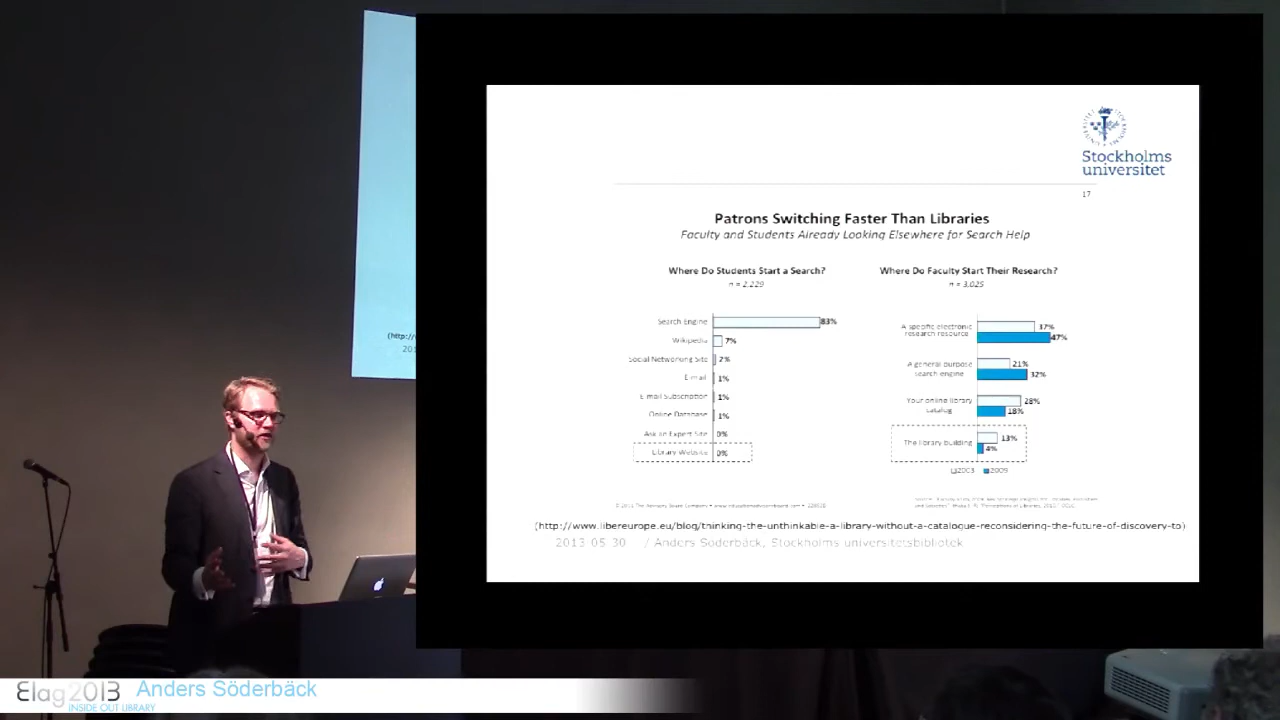 Stockholms
universitet
17
Patrons Switching Faster Than Libraries
Faculty and Students Already Looking Elsewhere for Search Help
Where Do Students Start a Search?
n = 2,229
Search Engine 83%
Wikipedia 7%
Social Networking Site 2%
E-mail 1%
E-mail Subscription 1%
Online Database 1%
Ask an Expert Site 0%
Library Website 0%
Where Do Faculty Start Their Research?
n = 3,025
A specific electronic
research resource
37%
47%
A general purpose
search engine
21%
32%
Your online library
catalog
28%
18%
The library building
13%
4%
2003 2009
(http://www.libereurope.eu/blog/thinking-the-unthinkable-a-library-without-a-catalogue-reconsidering-the-future-of-discovery-to)
2013-05-30 / Anders Söderbäck, Stockholms universitetsbibliotek
(http:/
201
Elag2013
INSIDE OUT LIBRARY
Anders Söderbäck